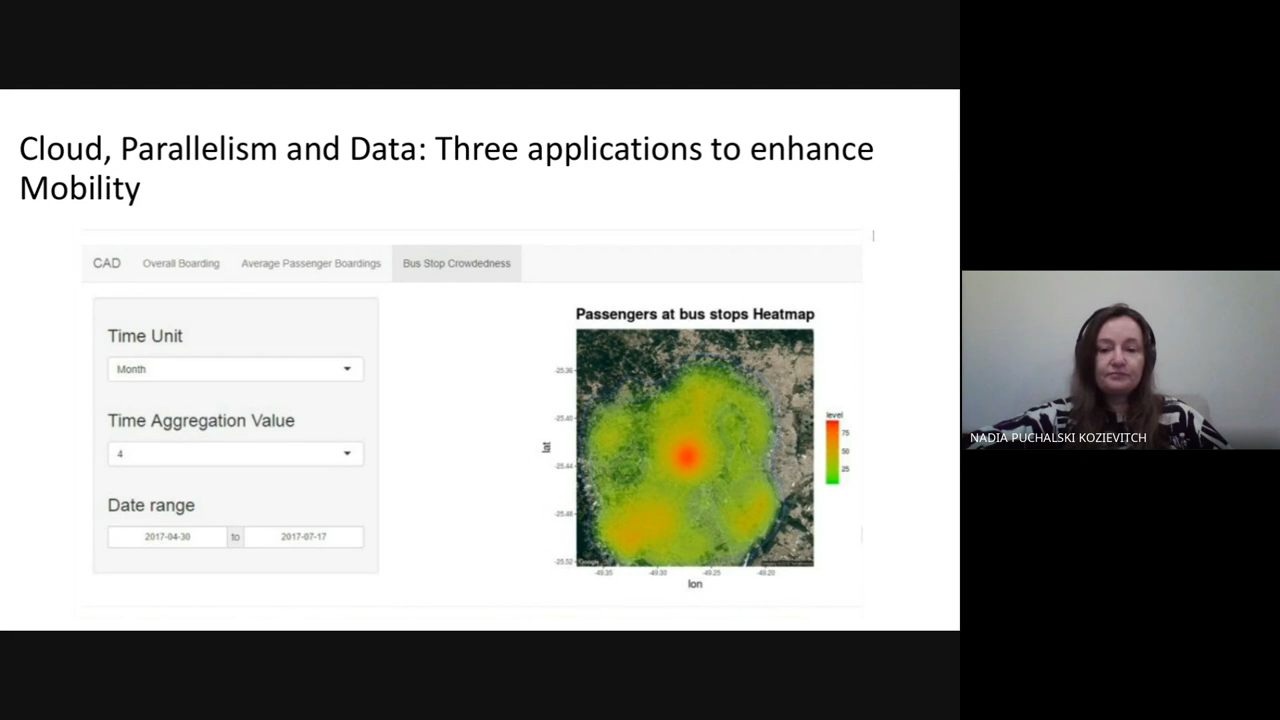 Cloud, Parallelism and Data: Three applications to enhance
Mobility
CAD Overall Boarding Average Passenger Boardings Bus Stop Crowdedness
Time Unit
Month
Time Aggregation Value
4
Date range
2017-04-30 to 2017-07-17
Passengers at bus stops Heatmap
-25.36
-25.40
-25.44
-25.48
-25.52
lat
-49.35 -49.30 -49.25 -49.20
lon
level
75
50
25
Google
NADIA PUCHALSKI KOZIEVITCH